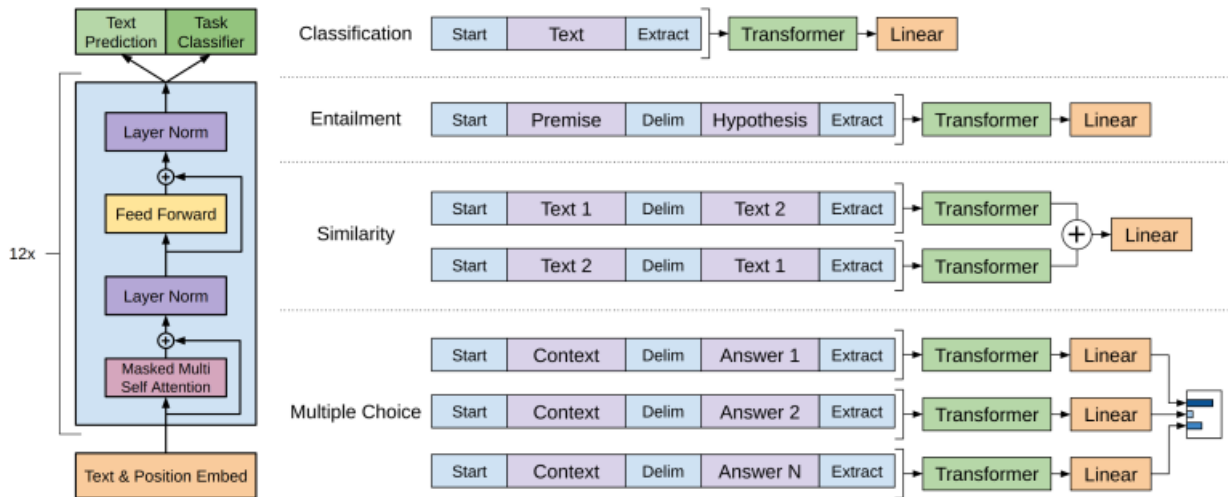 Text
Prediction
Task
Classifier
Layer Norm
Feed Forward
12x
Layer Norm
Masked Multi
Self Attention
Text & Position Embed
Classification
Start Text Extract Transformer Linear
Entailment
Start Premise Delim Hypothesis Extract Transformer Linear
Similarity
Start Text 1 Delim Text 2 Extract Transformer
Start Text 2 Delim Text 1 Extract Transformer
Linear
Multiple Choice
Start Context Delim Answer 1 Extract Transformer Linear
Start Context Delim Answer 2 Extract Transformer Linear
Start Context Delim Answer N Extract Transformer Linear